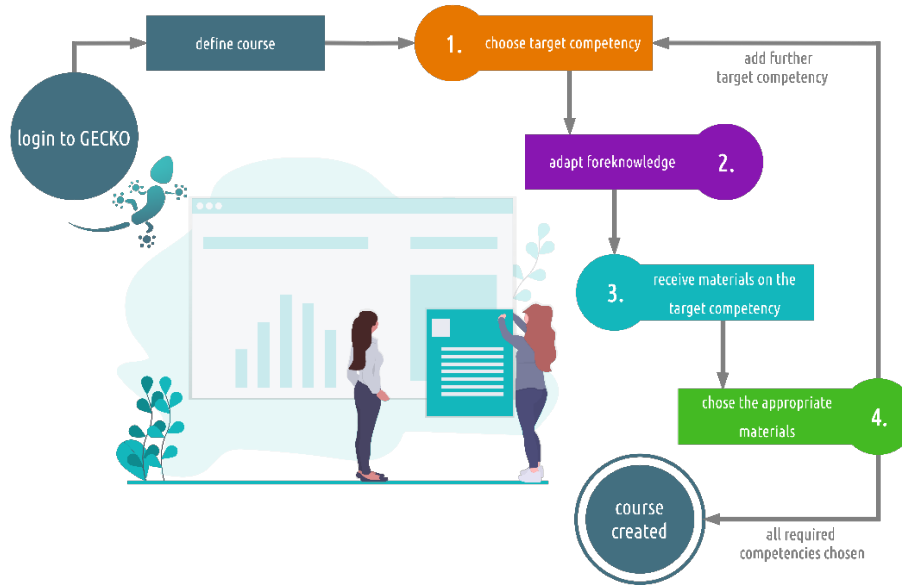 define course
1.
choose target competency
add further
target competency
login to GECKO
adapt foreknowledge
2.
3.
receive materials on the
target competency
chose the appropriate
materials
4.
course
created
all required
competencies chosen